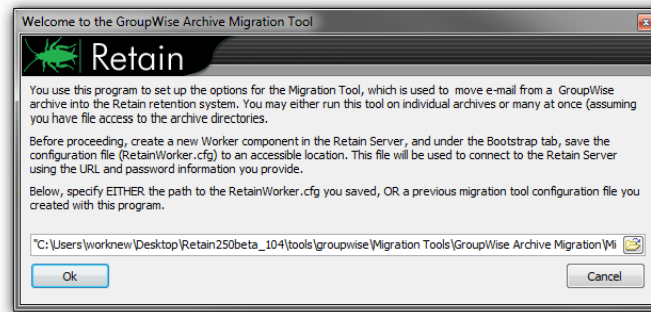 Welcome to the GroupWise Archive Migration Tool
Retain
You use this program to set up the options for the Migration Tool, which is used to move e-mail from a GroupWise
archive into the Retain retention system. You may either run this tool on individual archives or many at once (assuming
you have file access to the archive directories.
Before proceeding, create a new Worker component in the Retain Server, and under the Bootstrap tab, save the
configuration file (RetainWorker.cfg) to an accessible location. This file will be used to connect to the Retain Server
using the URL and password information you provide.
Below, specify EITHER the path to the RetainWorker.cfg you saved, OR a previous migration tool configuration file you
created with this program.
"C:\Users\worknew\Desktop\Retain250beta_104\tools\groupwise\Migration Tools\GroupWise Archive Migration\Mi
Ok
Cancel